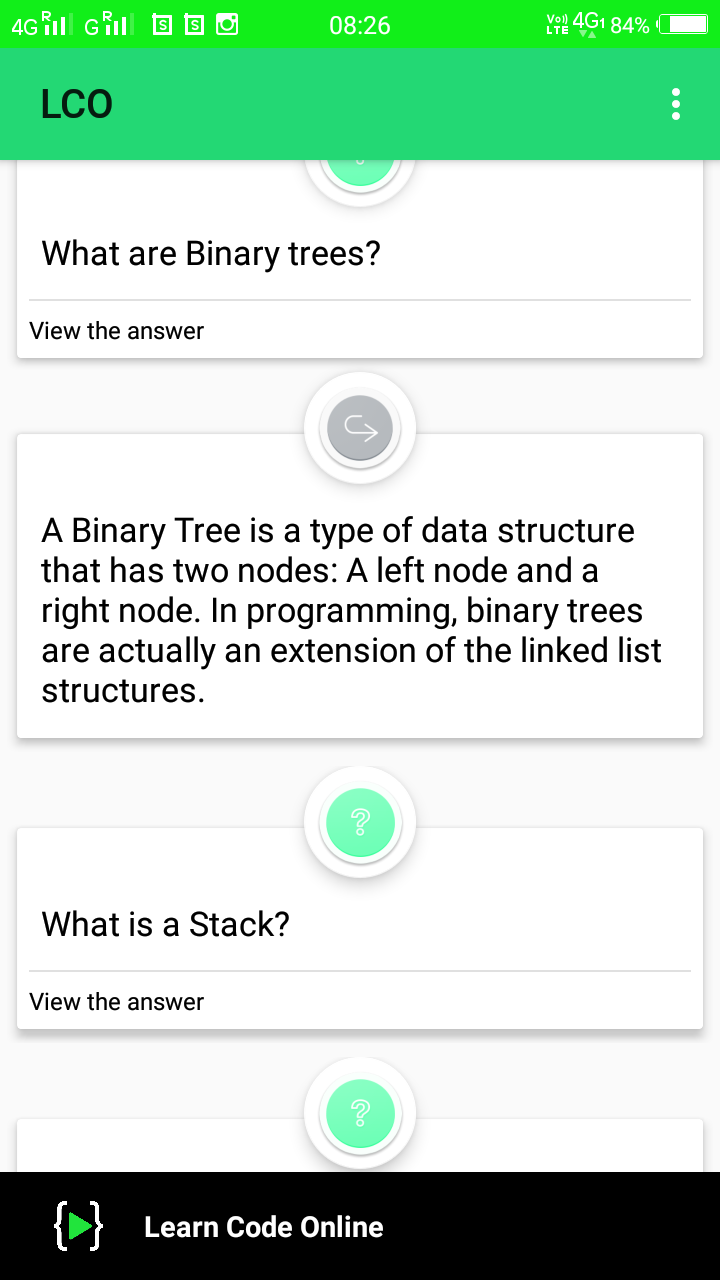 4G R G R S S 08:26 Vo)) LTE 4G1 84%
LCO
What are Binary trees?
View the answer
A Binary Tree is a type of data structure
that has two nodes: A left node and a
right node. In programming, binary trees
are actually an extension of the linked list
structures.
?
What is a Stack?
View the answer
?
{ } Learn Code Online